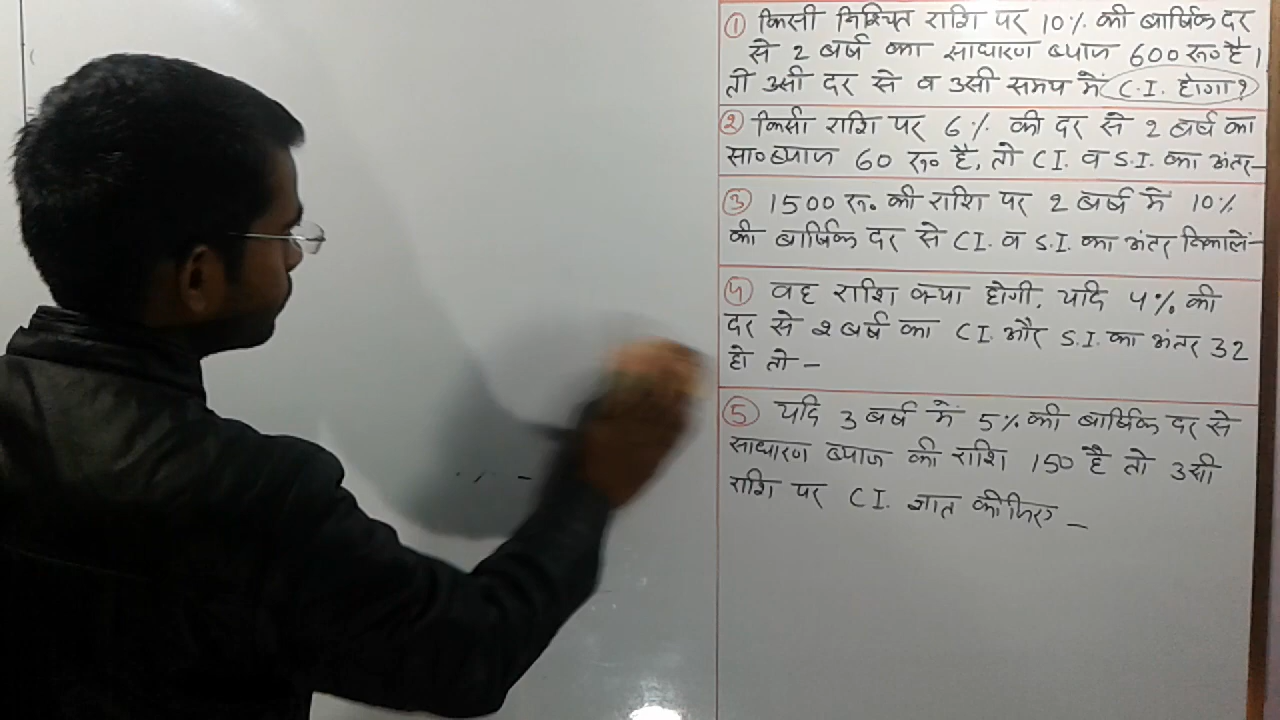 ① किसी निश्चित राशि पर 10% की वार्षिक दर
से 2 वर्ष का साधारण ब्याज 600 रू० है।
तो उसी दर से व उसी समय में C.I. होगा?
② किसी राशि पर 6% की दर से 2 वर्ष का
सा० ब्याज 60 रू० है, तो C.I. व S.I. का अंतर–
③ 1500 रू. की राशि पर 2 वर्ष में 10%
की वार्षिक दर से C.I. व S.I. का अंतर निकालें–
④ वह राशि क्या होगी, यदि 4% की
दर से 2 वर्ष का C.I. और S.I. का अंतर 32
हो तो –
⑤ यदि 3 वर्ष में 5% की वार्षिक दर से
साधारण ब्याज की राशि 150 है तो उसी
राशि पर C.I. ज्ञात कीजिए –